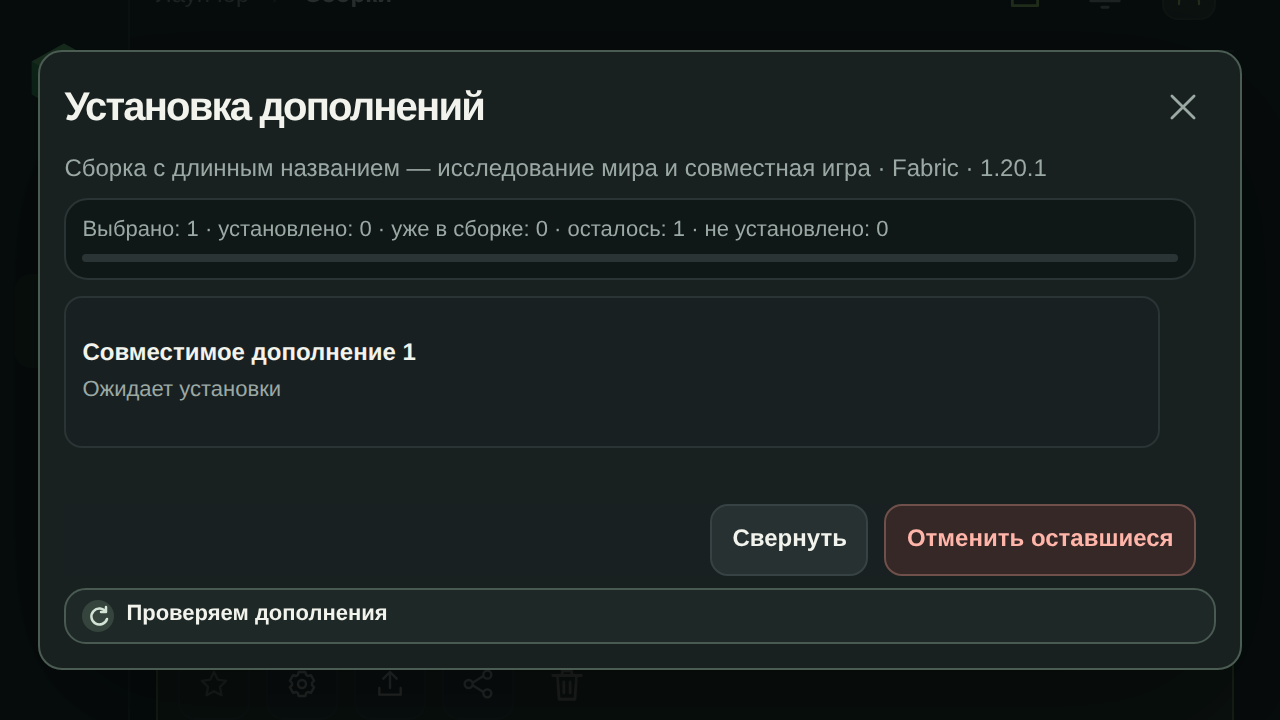 Установка дополнений
Сборка с длинным названием — исследование мира и совместная игра · Fabric · 1.20.1
Выбрано: 1 · установлено: 0 · уже в сборке: 0 · осталось: 1 · не установлено: 0
Совместимое дополнение 1
Ожидает установки
Свернуть
Отменить оставшиеся
Проверяем дополнения